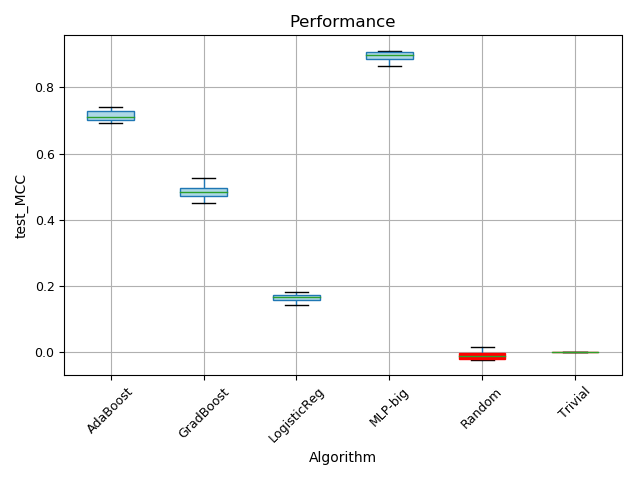 Performance
test_MCC
0.8
0.6
0.4
0.2
0.0
AdaBoost
GradBoost
LogisticReg
MLP-big
Random
Trivial
Algorithm